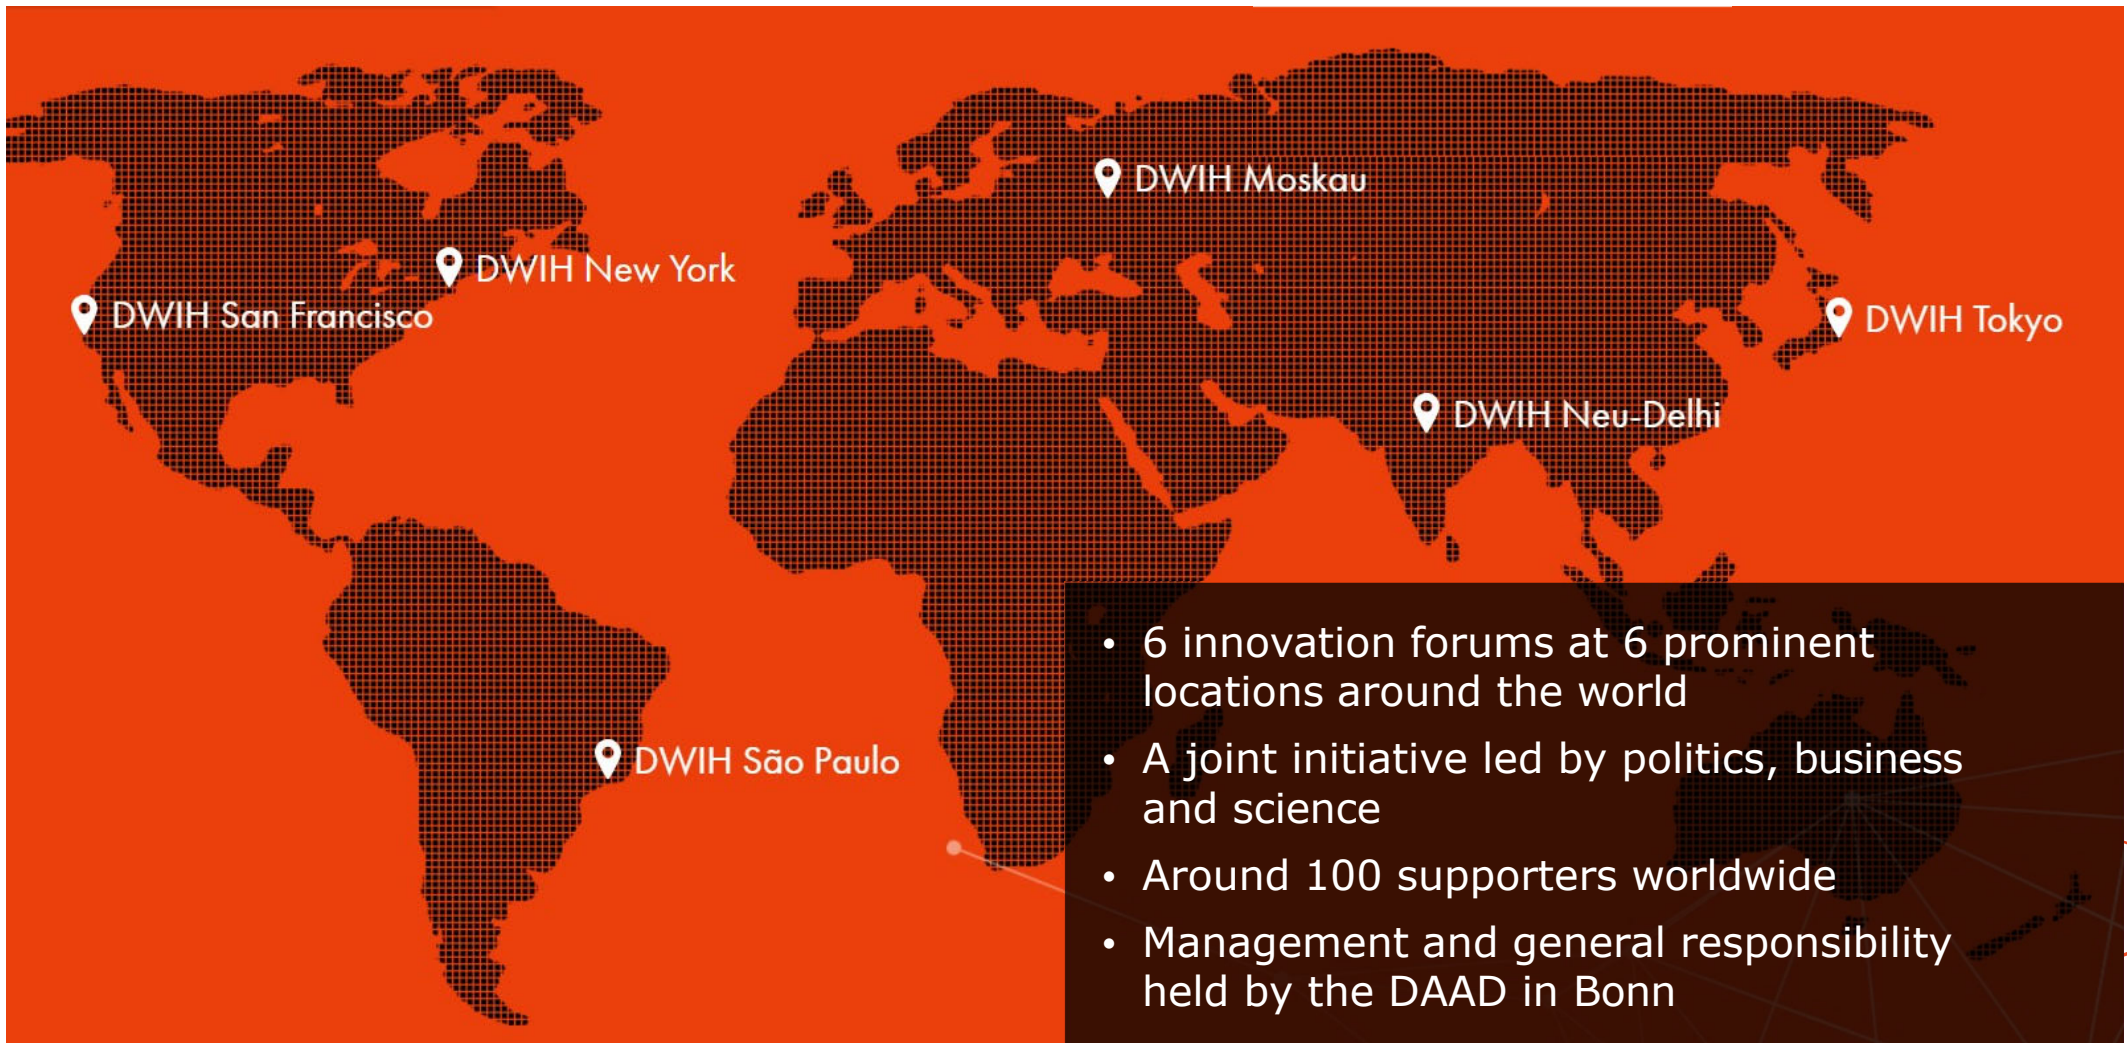 DWIH Moskau
DWIH New York
DWIH San Francisco
DWIH Tokyo
DWIH Neu-Delhi
DWIH São Paulo
• 6 innovation forums at 6 prominent
locations around the world
• A joint initiative led by politics, business
and science
• Around 100 supporters worldwide
• Management and general responsibility
held by the DAAD in Bonn